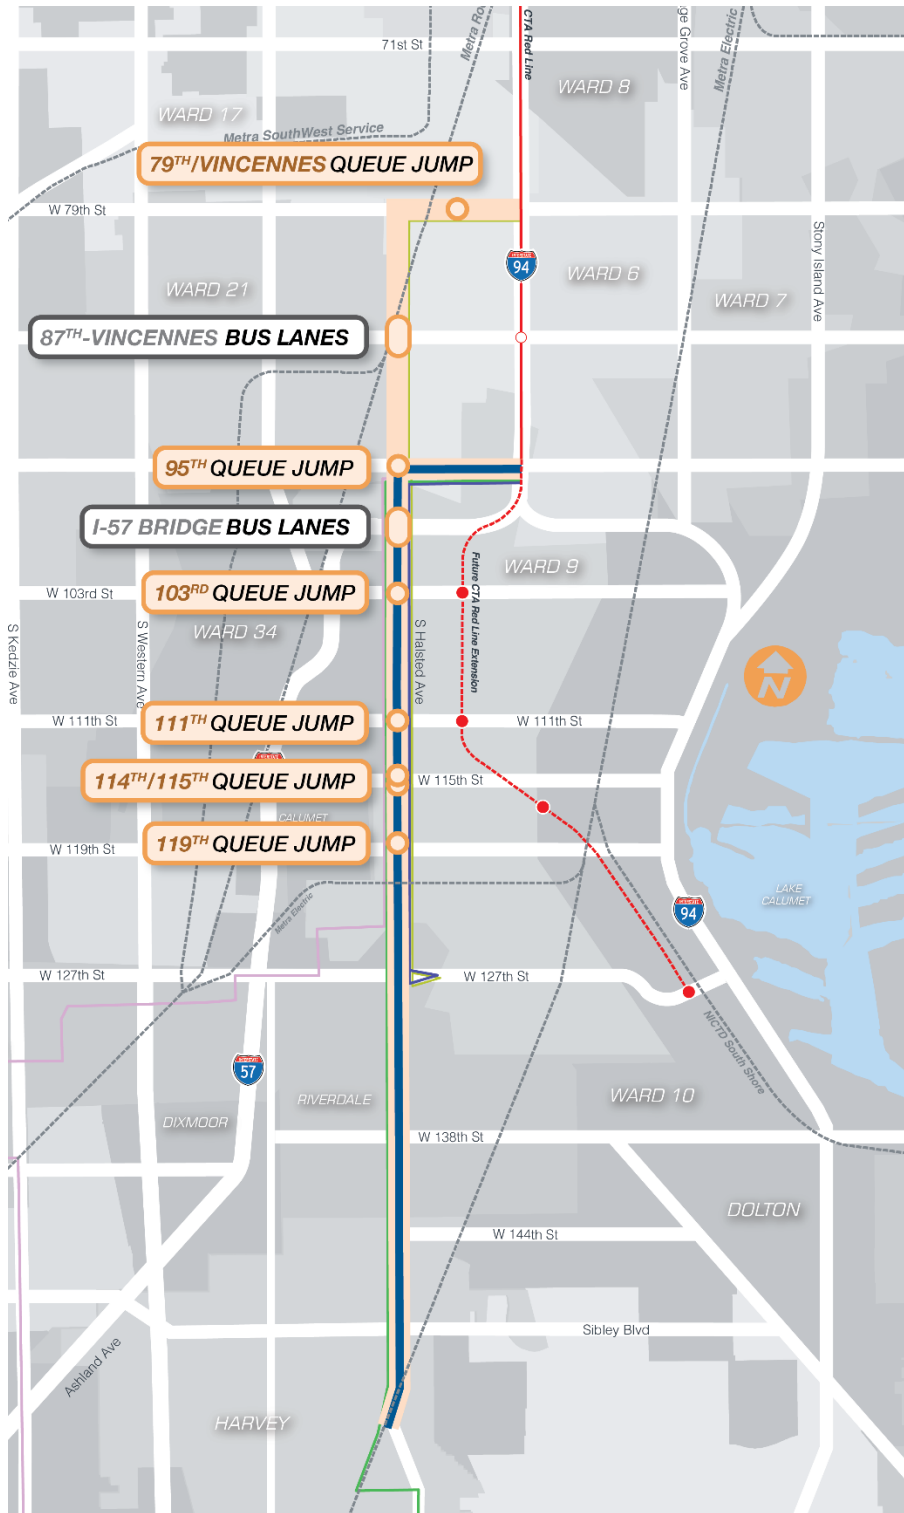 Metra Ro
CTA Red Line
ge Grove Ave
Metra Electric
71st St
WARD 8
WARD 17
Metra SouthWest Service
79TH/VINCENNES QUEUE JUMP
W 79th St
Stony Island Ave
94
WARD 6
WARD 21
WARD 7
87TH-VINCENNES BUS LANES
95TH QUEUE JUMP
I-57 BRIDGE BUS LANES
Future CTA Red Line Extension
WARD 9
W 103rd St
103RD QUEUE JUMP
S Kedzie Ave
S Western Ave
WARD 34
S Halsted Ave
N
W 111th St
111TH QUEUE JUMP
W 111th St
114TH/115TH QUEUE JUMP
W 115th St
CALUMET
W 119th St
119TH QUEUE JUMP
Metra Electric
LAKE
CALUMET
94
W 127th St
W 127th St
NICTD South Shore
57
RIVERDALE
WARD 10
DIXMOOR
W 138th St
DOLTON
W 144th St
Sibley Blvd
Ashland Ave
HARVEY